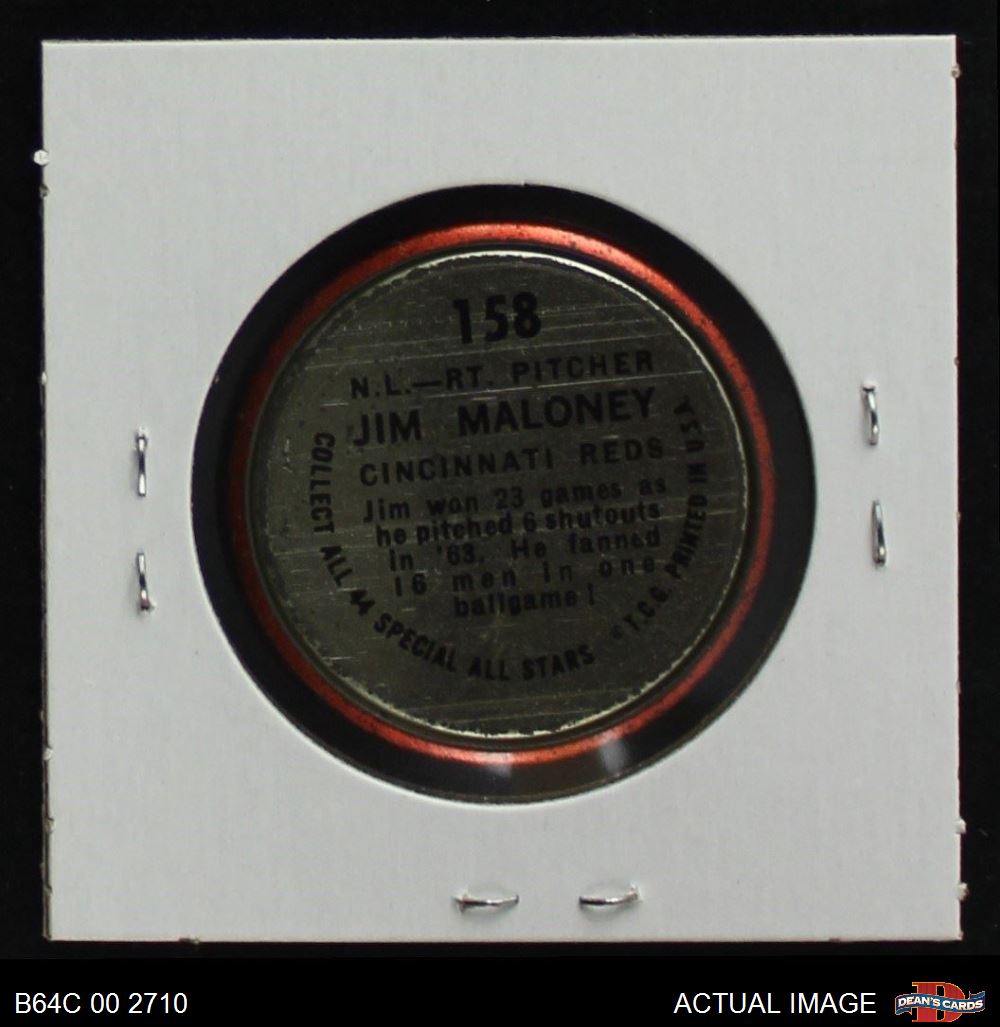 158
N.L.—RT. PITCHER
JIM MALONEY
CINCINNATI REDS
Jim won 23 games as
he pitched 6 shutouts
in '63. He fanned
16 men in one
ballgame!
COLLECT ALL 44 SPECIAL ALL STARS
©T.C.G. PRINTED IN USA
B64C 00 2710
ACTUAL IMAGE
DEAN'S CARDS